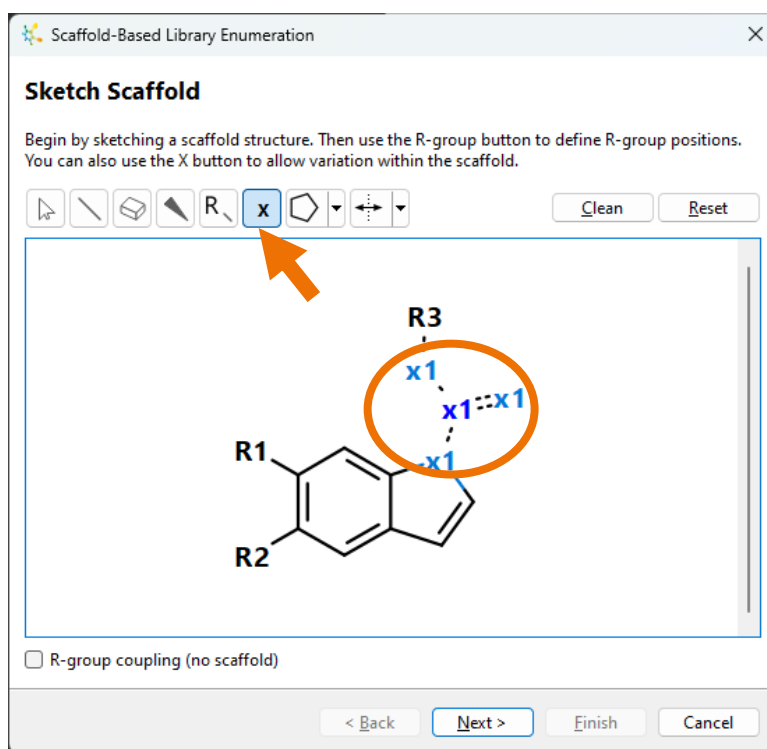 Scaffold-Based Library Enumeration
Sketch Scaffold
Begin by sketching a scaffold structure. Then use the R-group button to define R-group positions.
You can also use the X button to allow variation within the scaffold.
R x Clean Reset
R3
x1
x1 x1
R1 x1
R2
R-group coupling (no scaffold)
< Back Next > Finish Cancel